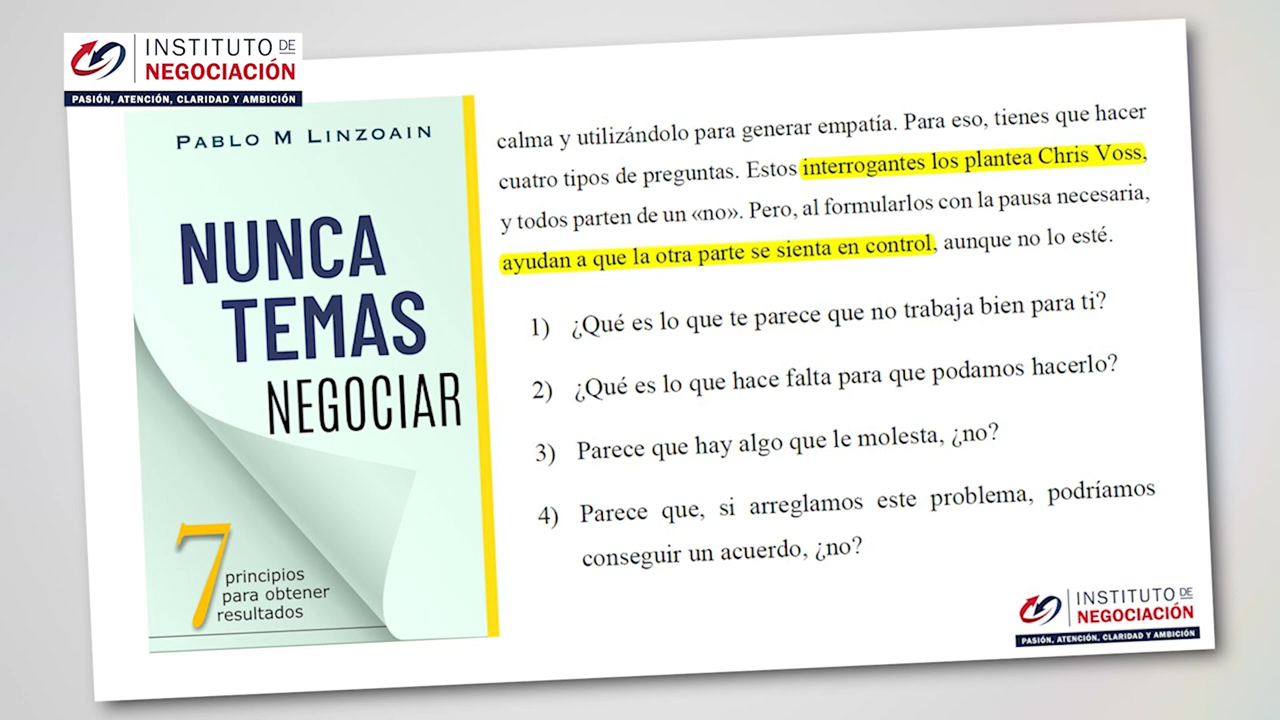 INSTITUTO DE
NEGOCIACIÓN
PASIÓN, ATENCIÓN, CLARIDAD Y AMBICIÓN
PABLO M LINZOAIN
NUNCA
TEMAS
NEGOCIAR
7
principios
para obtener
resultados
calma y utilizándolo para generar empatía. Para eso, tienes que hacer
cuatro tipos de preguntas. Estos interrogantes los plantea Chris Voss,
y todos parten de un «no». Pero, al formularlos con la pausa necesaria,
ayudan a que la otra parte se sienta en control, aunque no lo esté.
1) ¿Qué es lo que te parece que no trabaja bien para ti?
2) ¿Qué es lo que hace falta para que podamos hacerlo?
3) Parece que hay algo que le molesta, ¿no?
4) Parece que, si arreglamos este problema, podríamos
conseguir un acuerdo, ¿no?
INSTITUTO DE
NEGOCIACIÓN
PASIÓN, ATENCIÓN, CLARIDAD Y AMBICIÓN